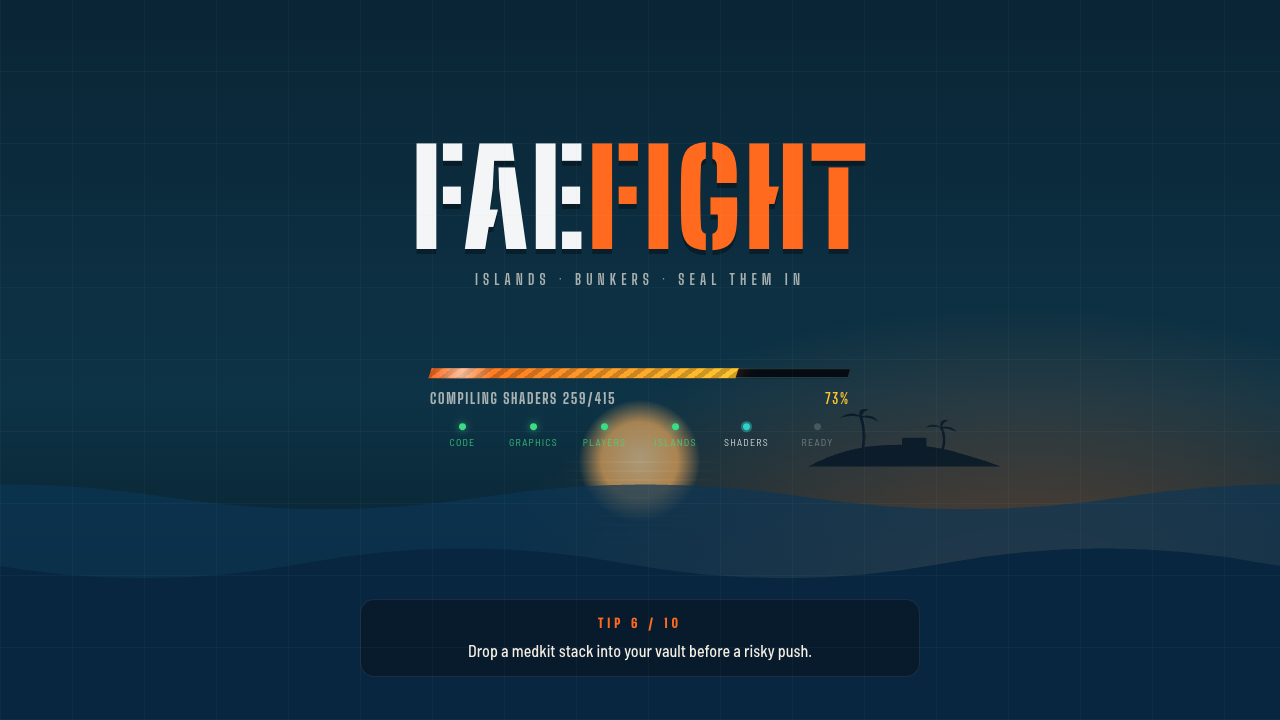 FAEFIGHT
ISLANDS · BUNKERS · SEAL THEM IN
COMPILING SHADERS 259/415 73%
CODE GRAPHICS PLAYERS ISLANDS SHADERS READY
TIP 6 / 10
Drop a medkit stack into your vault before a risky push.